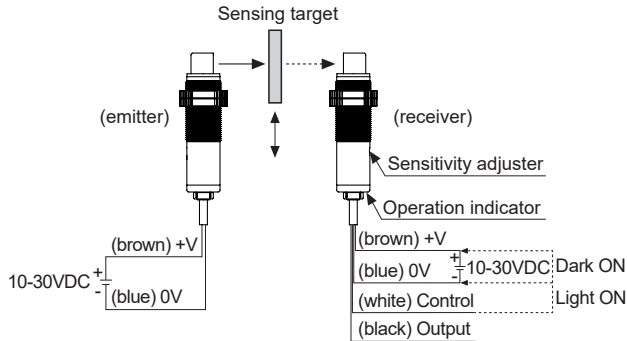 Sensing target
(emitter)
(receiver)
Sensitivity adjuster
Operation indicator
(brown) +V
10-30VDC
+
-
(blue) 0V
(brown) +V
(blue) 0V
+
-
10-30VDC
Dark ON
(white) Control
Light ON
(black) Output